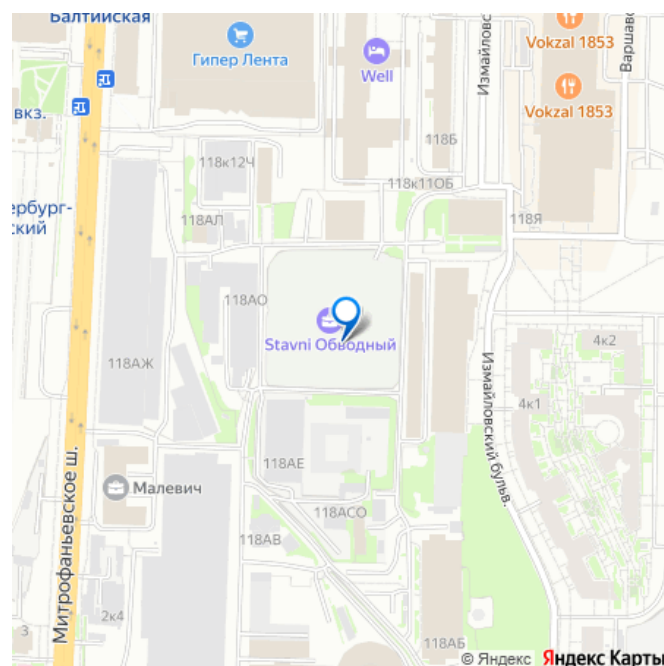 Балтийская
Гипер Лента
Well
Измайловс
Vokzal 1853
Варшавс
Vokzal 1853
вкз.
118Б
118к12Ч
118к11ОБ
ербург-
ский
118АЛ
118Я
118АО
Stavni Обводный
118АЖ
4к2
4к1
Измайловский бульв.
118АЕ
Малевич
118АСО
118АВ
Митрофаньевское ш.
2к4
3
118АБ
© Яндекс Яндекс Карты